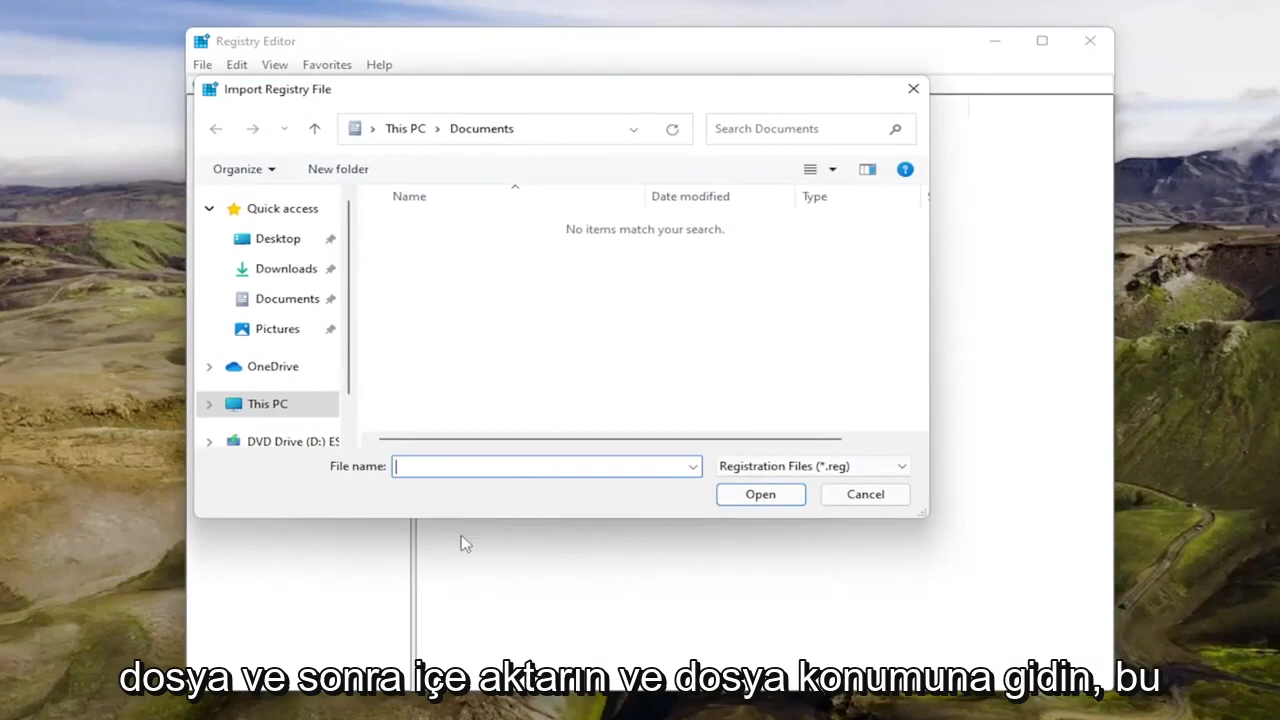 Registry Editor
File Edit View Favorites Help
Import Registry File
This PC Documents
Search Documents
Organize New folder
Name Date modified Type
Quick access
No items match your search.
Desktop
Downloads
Documents
Pictures
OneDrive
This PC
DVD Drive (D:) ES
File name: Registration Files (*.reg)
Open Cancel
dosya ve sonra içe aktarın ve dosya konumuna gidin, bu